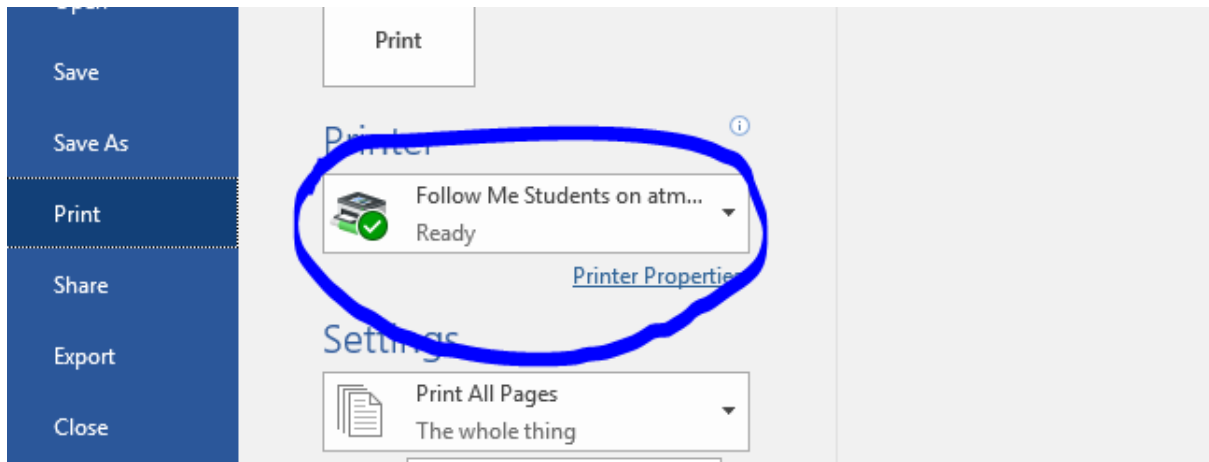 Save
Save As
Print
Share
Export
Close
Print
Printer
Follow Me Students on atm...
Ready
Printer Properties
Settings
Print All Pages
The whole thing